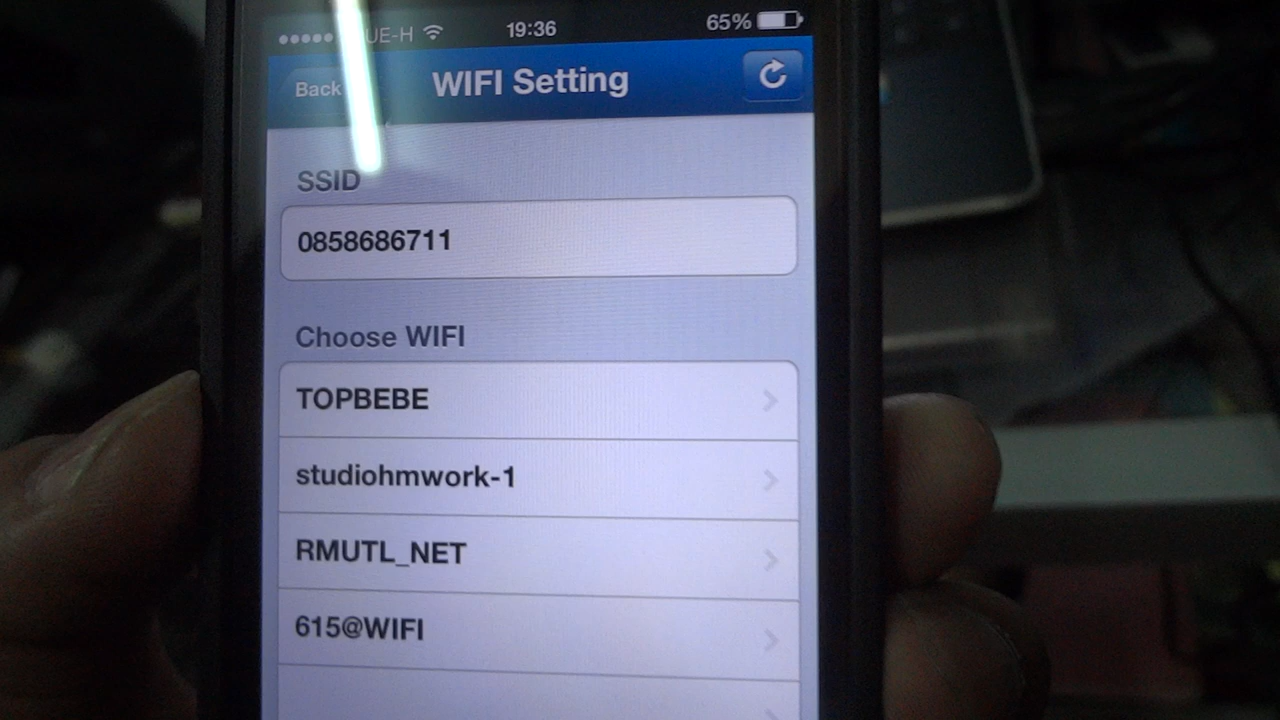 UE-H 19:36 65%
Back WIFI Setting
SSID
0858686711
Choose WIFI
TOPBEBE
studiohmwork-1
RMUTL_NET
615@WIFI